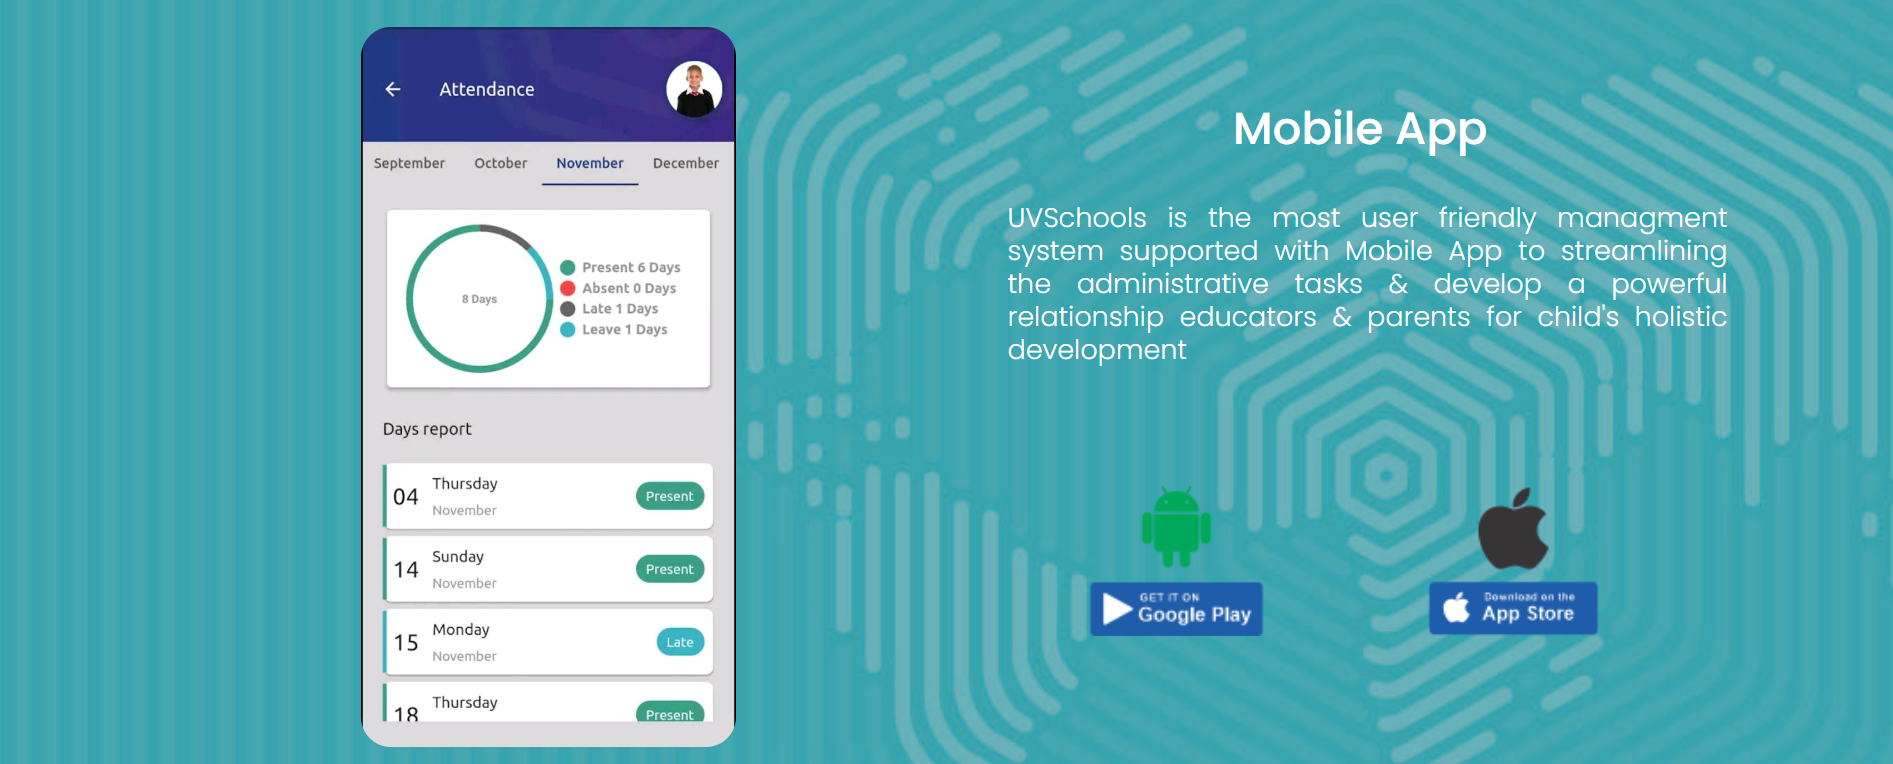 Attendance
September October November December
8 Days
Present 6 Days
Absent 0 Days
Late 1 Days
Leave 1 Days
Days report
04 Thursday
November
Present
14 Sunday
November
Present
15 Monday
November
Late
18 Thursday
Present
Mobile App
UVSchools is the most user friendly managment
system supported with Mobile App to streamlining
the administrative tasks & develop a powerful
relationship educators & parents for child's holistic
development
GET IT ON
Google Play
Download on the
App Store